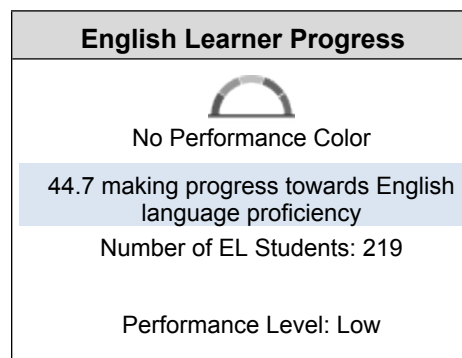 English Learner Progress
No Performance Color
44.7 making progress towards English
language proficiency
Number of EL Students: 219
Performance Level: Low